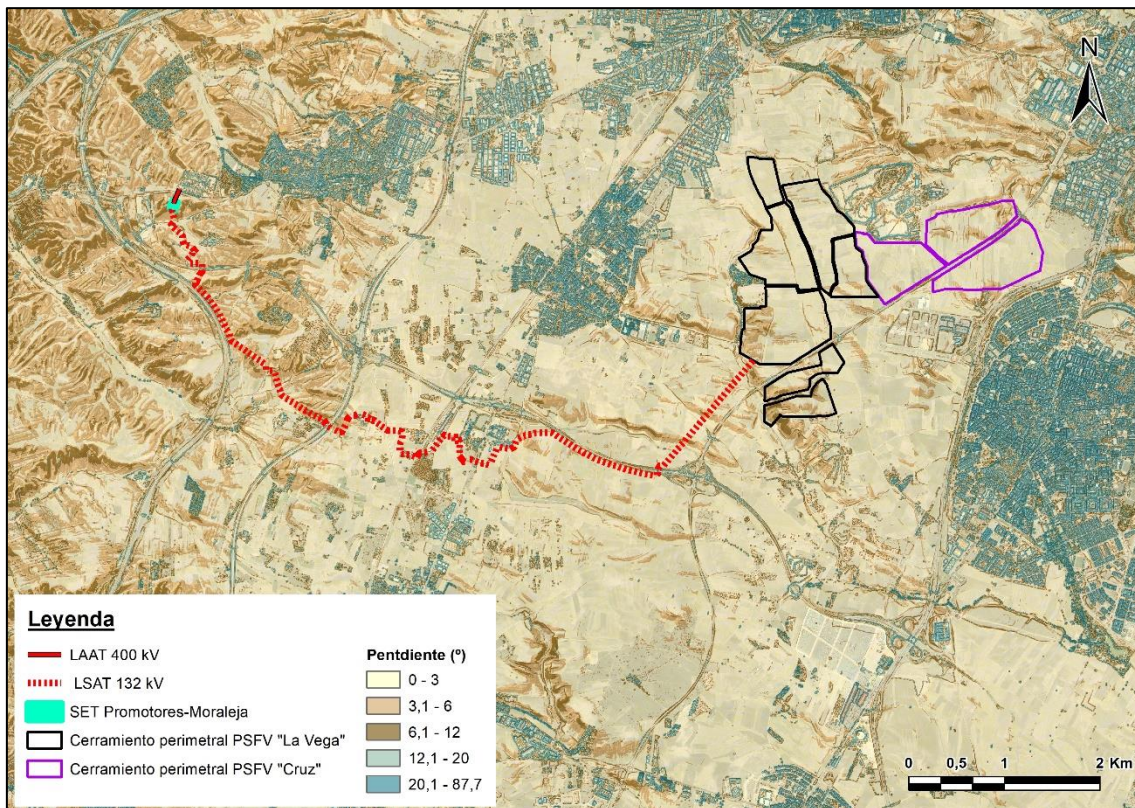 N
Leyenda
LAAT 400 kV
LSAT 132 kV
SET Promotores-Moraleja
Cerramiento perimetral PSFV "La Vega"
Cerramiento perimetral PSFV "Cruz"
Pentdiente (º)
0 - 3
3,1 - 6
6,1 - 12
12,1 - 20
20,1 - 87,7
0 0,5 1 2 Km